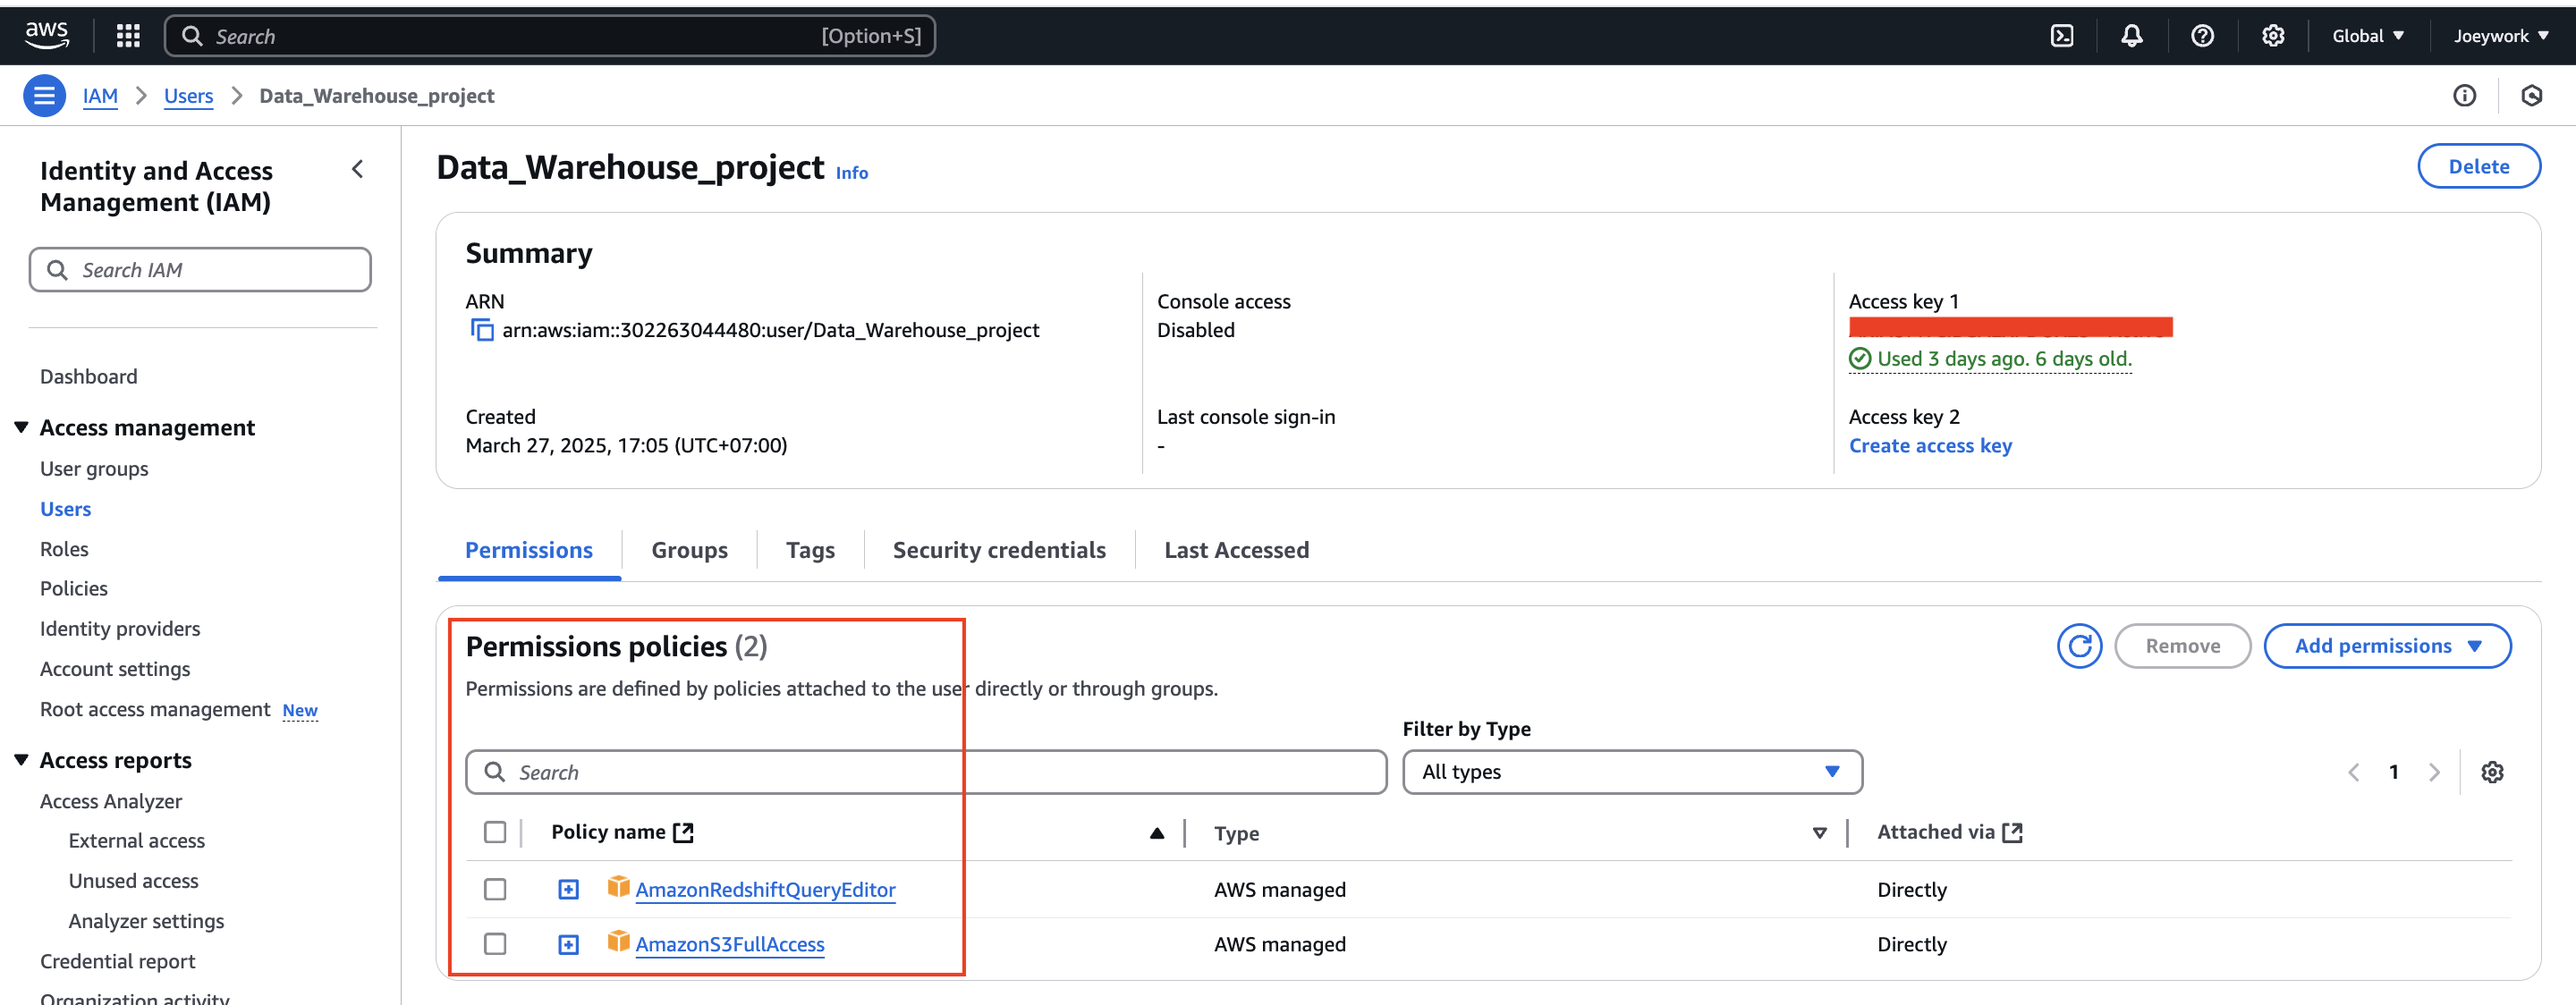 aws
Search [Option+S]
Global
Joeywork
IAM
Users
Data_Warehouse_project
Identity and Access
Management (IAM)
Search IAM
Dashboard
Access management
User groups
Users
Roles
Policies
Identity providers
Account settings
Root access management New
Access reports
Access Analyzer
External access
Unused access
Analyzer settings
Credential report
Organization activity
Data_Warehouse_project Info
Delete
Summary
ARN
arn:aws:iam::302263044480:user/Data_Warehouse_project
Console access
Disabled
Access key 1
Used 3 days ago. 6 days old.
Created
March 27, 2025, 17:05 (UTC+07:00)
Last console sign-in
-
Access key 2
Create access key
Permissions
Groups
Tags
Security credentials
Last Accessed
Permissions policies (2)
Remove
Add permissions
Permissions are defined by policies attached to the user directly or through groups.
Filter by Type
Search
All types
1
Policy name
Type
Attached via
AmazonRedshiftQueryEditor
AWS managed
Directly
AmazonS3FullAccess
AWS managed
Directly